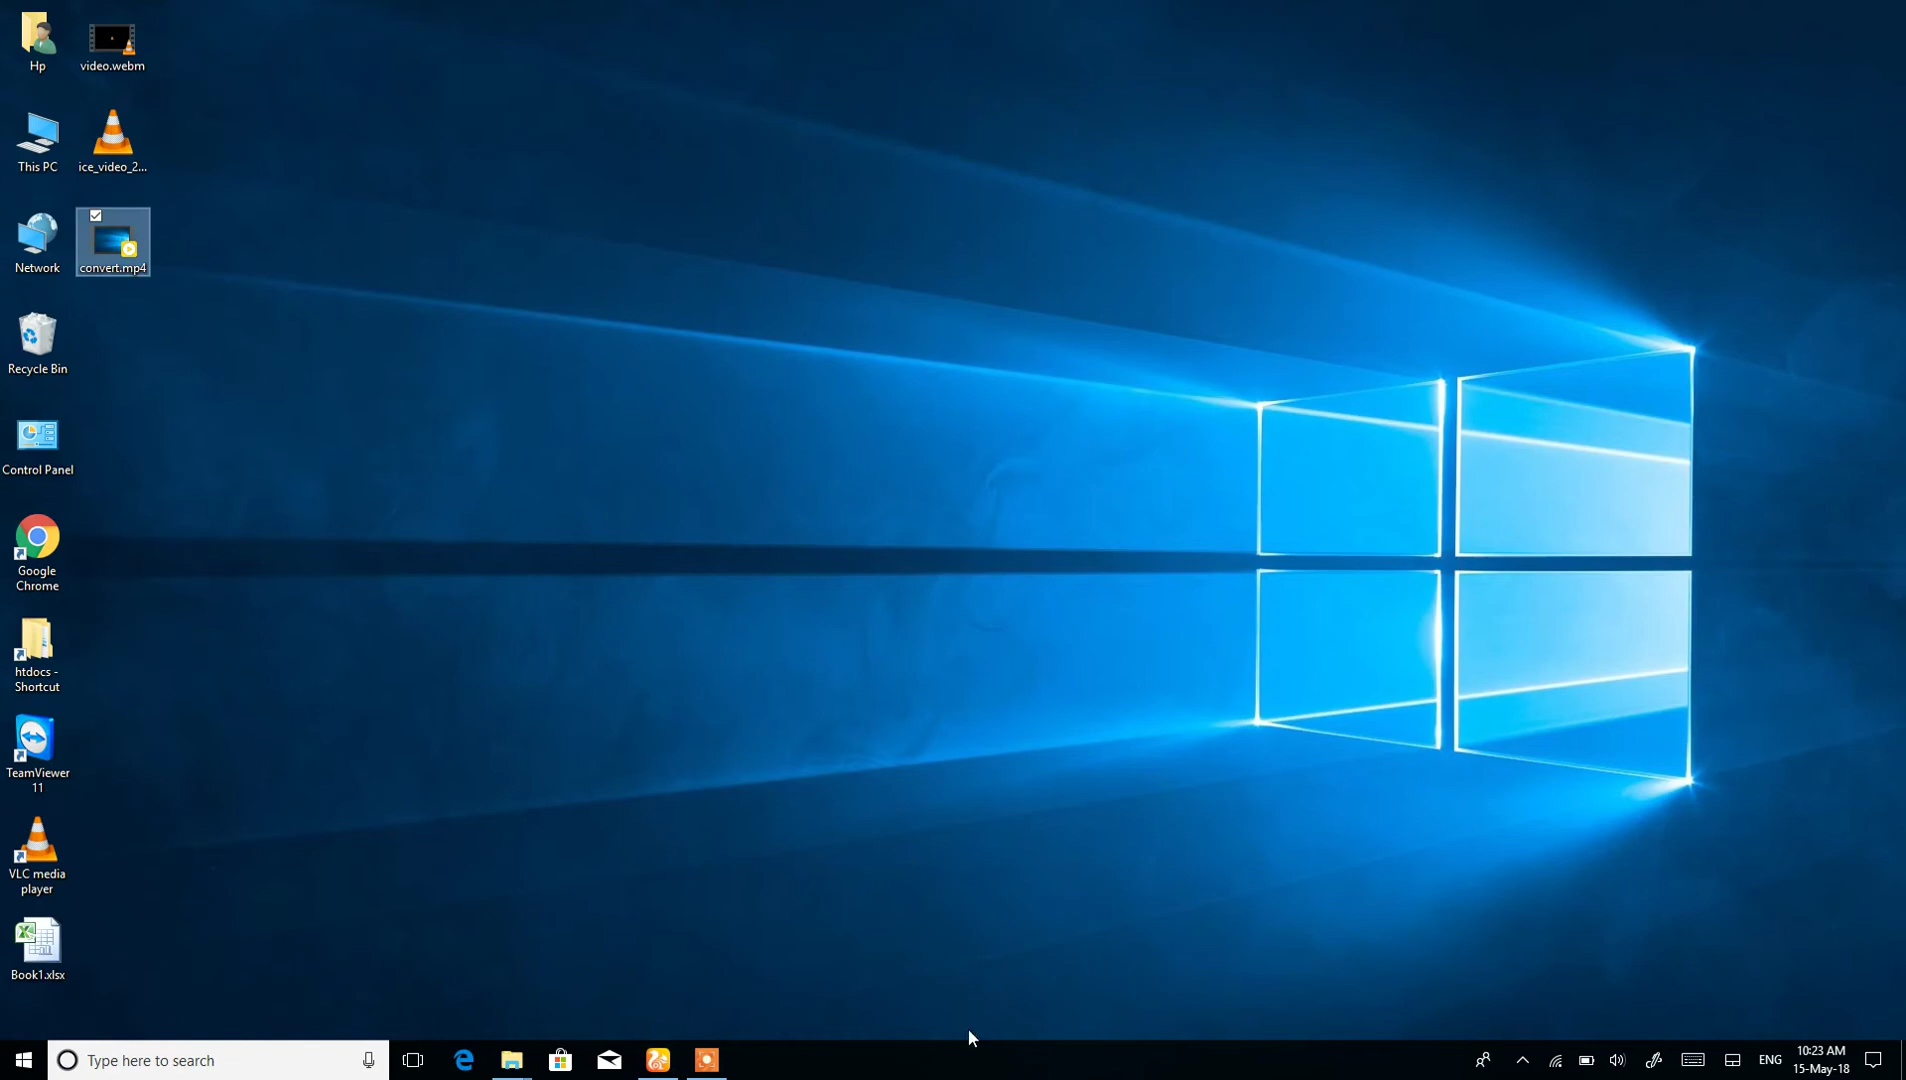 Hp
video.webm
This PC
ice_video_2...
Network
convert.mp4
Recycle Bin
Control Panel
Google
Chrome
htdocs -
Shortcut
TeamViewer
11
VLC media
player
Book1.xlsx
Type here to search
ENG
10:23 AM
15-May-18